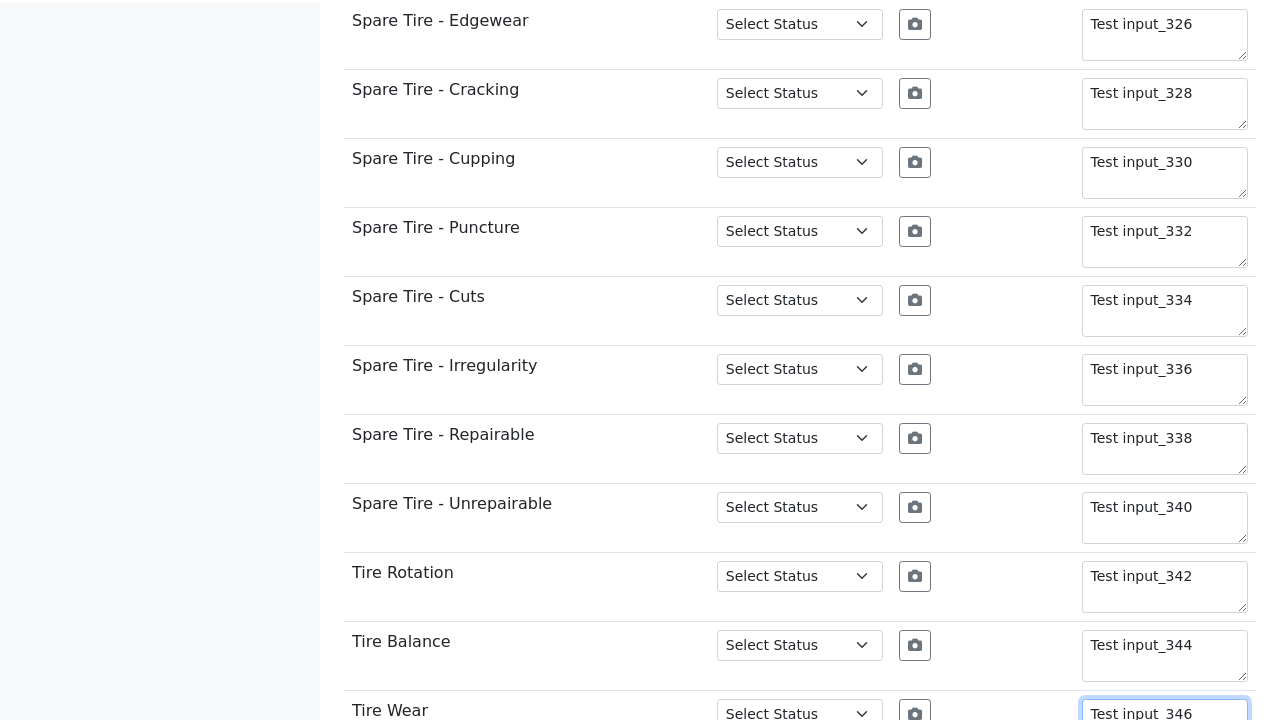 Spare Tire - Edgewear Select Status Test input_326
Spare Tire - Cracking Select Status Test input_328
Spare Tire - Cupping Select Status Test input_330
Spare Tire - Puncture Select Status Test input_332
Spare Tire - Cuts Select Status Test input_334
Spare Tire - Irregularity Select Status Test input_336
Spare Tire - Repairable Select Status Test input_338
Spare Tire - Unrepairable Select Status Test input_340
Tire Rotation Select Status Test input_342
Tire Balance Select Status Test input_344
Tire Wear Select Status Test input_346